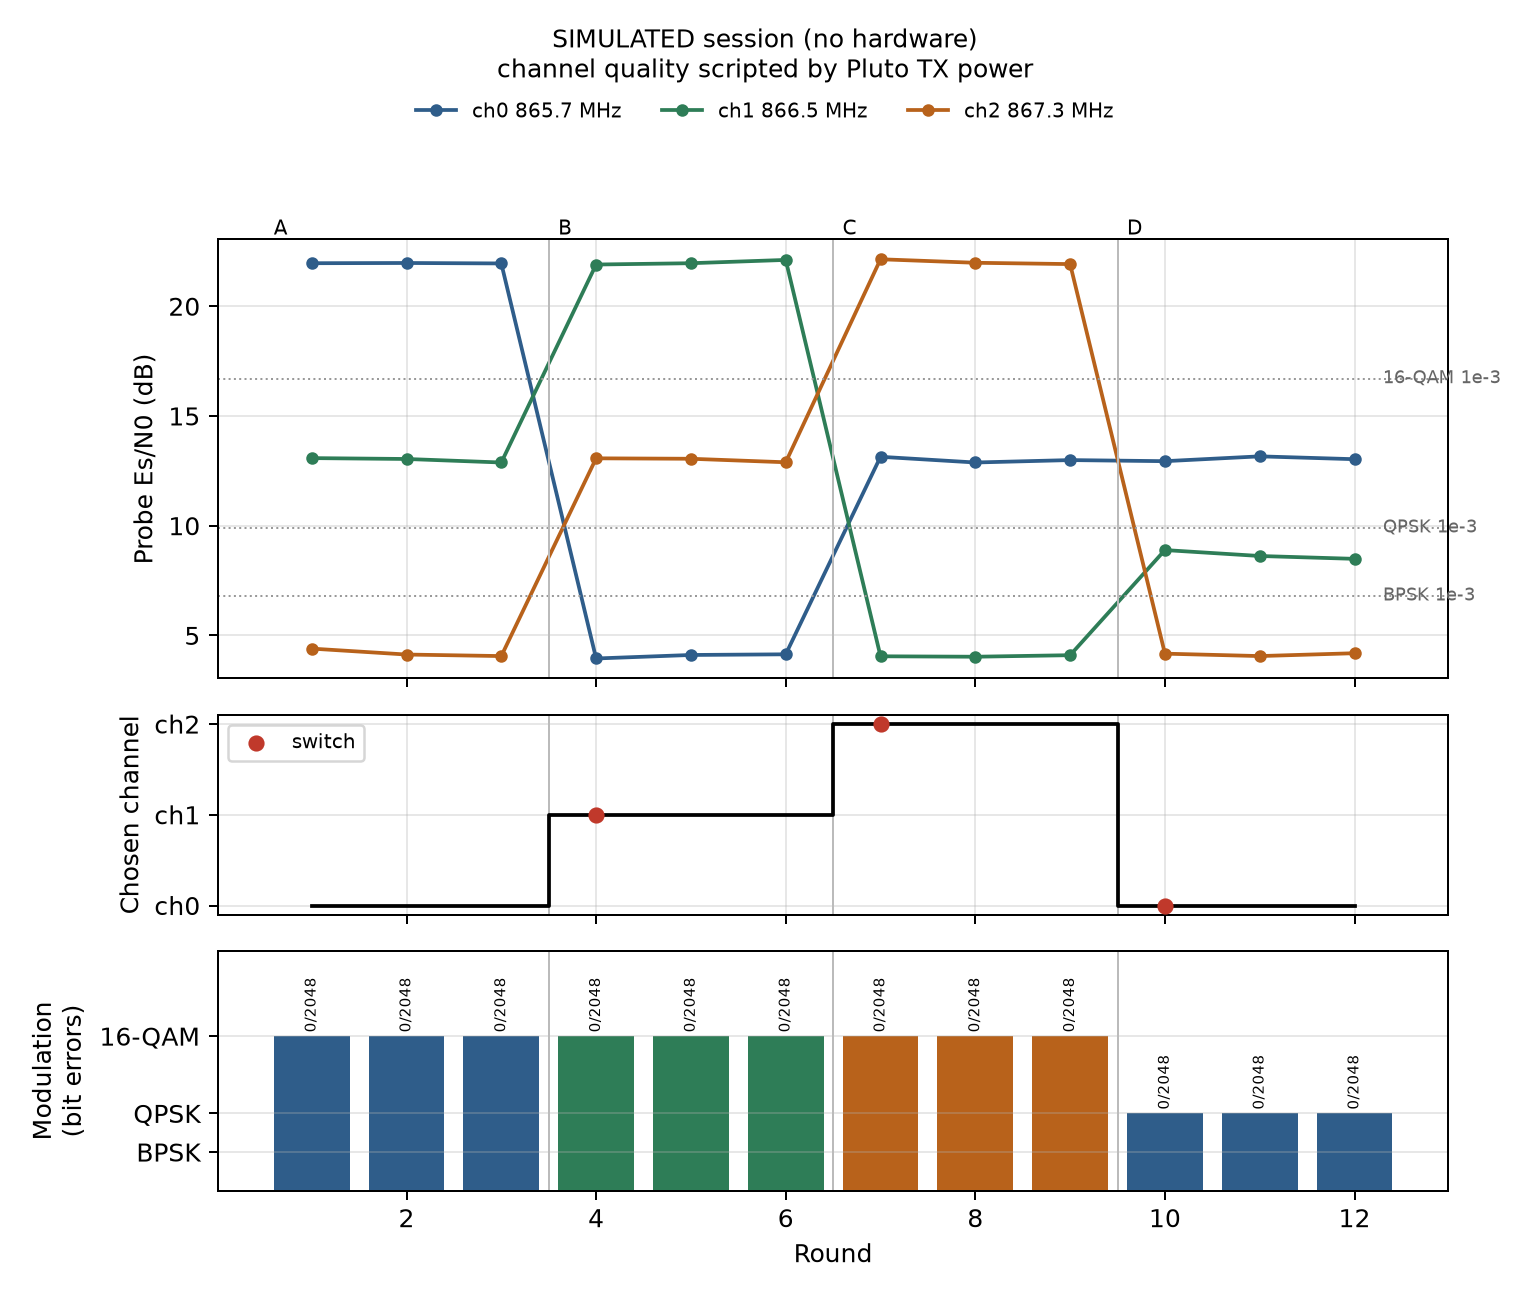 SIMULATED session (no hardware)
channel quality scripted by Pluto TX power
ch0 865.7 MHz
ch1 866.5 MHz
ch2 867.3 MHz
A
B
C
D
Probe Es/N0 (dB)
20
15
10
5
16-QAM 1e-3
QPSK 1e-3
BPSK 1e-3
Chosen channel
ch2
ch1
ch0
switch
Modulation
(bit errors)
16-QAM
QPSK
BPSK
0/2048
0/2048
0/2048
0/2048
0/2048
0/2048
0/2048
0/2048
0/2048
0/2048
0/2048
0/2048
2
4
6
8
10
12
Round